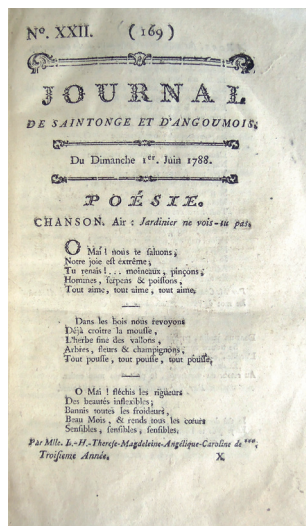 Nº. XXII. ( 169 )
JOURNAL
DE SAINTONGE ET D'ANGOUMOIS.
Du Dimanche 1er. Juin 1788.
POÉSIE.
CHANSON. Air : Jardinier ne vois-tu pas.
O Mai ! nous te saluons ;
Notre joie est extrême ;
Tu renais !... moineaux, pinçons,
Hommes, serpens & poissons,
Tout aime, tout aime, tout aime.
Dans les bois nous revoyons
Déjà croître la mousse,
L'herbe fine des vallons,
Arbres, fleurs & champignons,
Tout pousse, tout pousse, tout pousse,
O Mai ! fléchis les rigueurs
Des beautés inflexibles;
Bannis toutes les froideurs,
Beau Mois, & rends tous les cœurs
Sensibles, sensibles, sensibles.
Par Mlle. L.-H.-Therese-Magdeleine-Angélique-Caroline de ***.
Troisieme Année. X